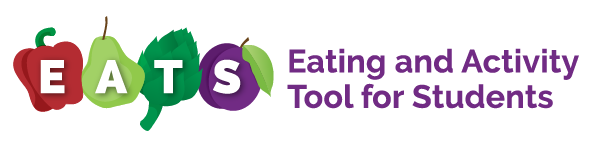 EATS
Eating and Activity
Tool for Students